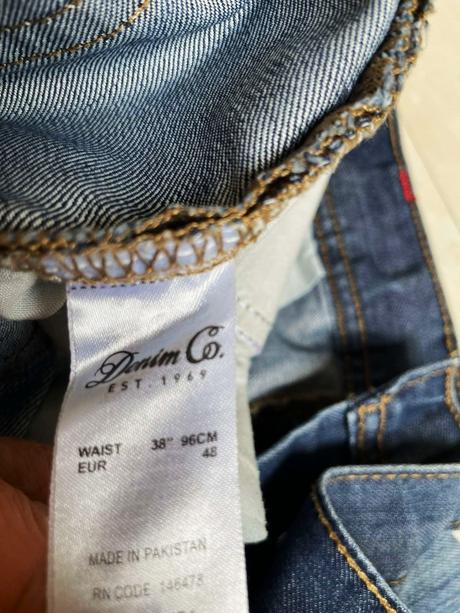 Denim Co.
EST. 1969
WAIST 38" 96CM
EUR 48
MADE IN PAKISTAN
RN CODE 146478